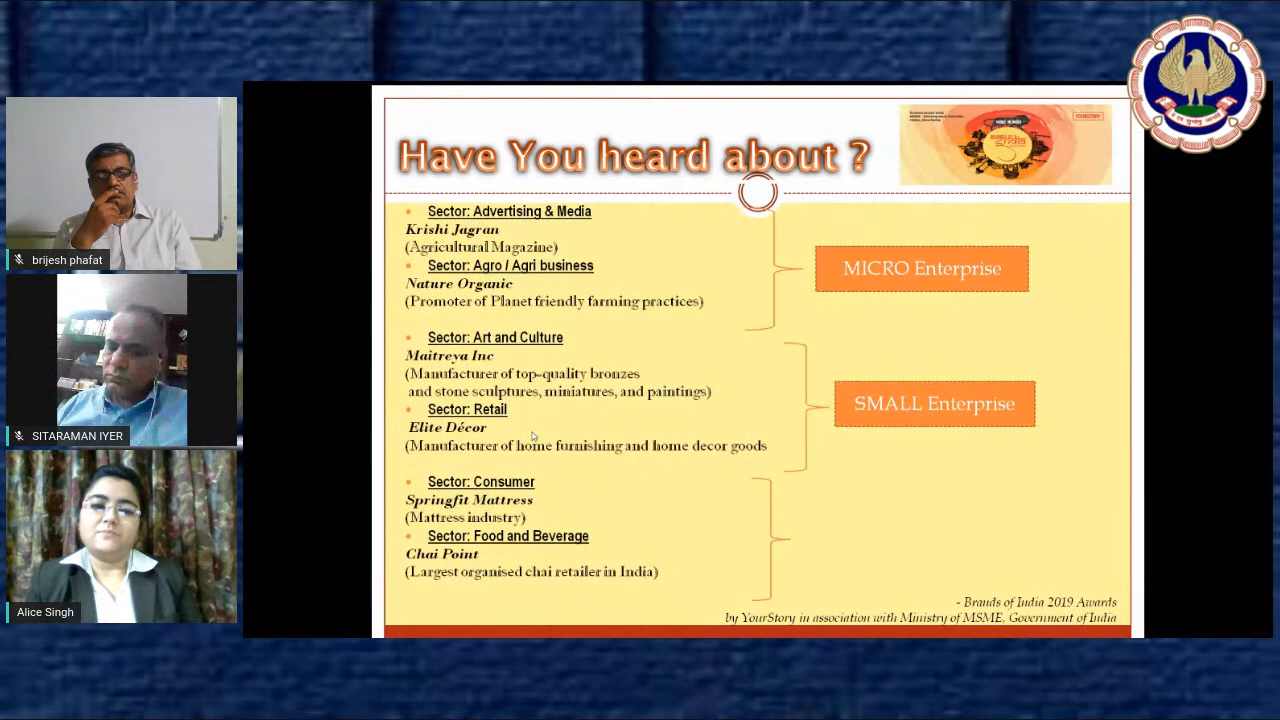 Have You heard about ?
YOURSTORY
India
Sector: Advertising & Media
Krishi Jagran
(Agricultural Magazine)
Sector: Agro / Agri business
Nature Organic
(Promoter of Planet friendly farming practices)
MICRO Enterprise
Sector: Art and Culture
Maitreya Inc
(Manufacturer of top-quality bronzes
and stone sculptures, miniatures, and paintings)
Sector: Retail
Elite Décor
(Manufacturer of home furnishing and home decor goods
SMALL Enterprise
Sector: Consumer
Springfit Mattress
(Mattress industry)
Sector: Food and Beverage
Chai Point
(Largest organised chai retailer in India)
- Brands of India 2019 Awards
by YourStory in association with Ministry of MSME, Government of India
brijesh phafat
SITARAMAN IYER
Alice Singh